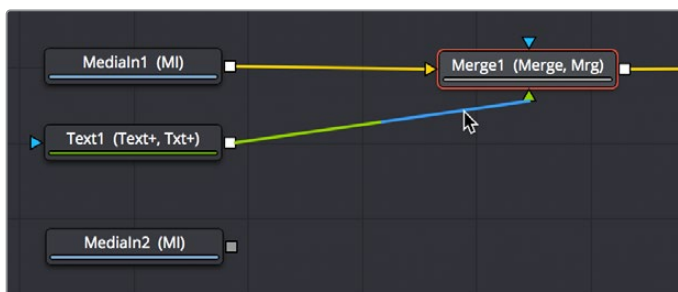 MediaIn1 (MI)
Merge1 (Merge, Mrg)
Text1 (Text+, Txt+)
MediaIn2 (MI)